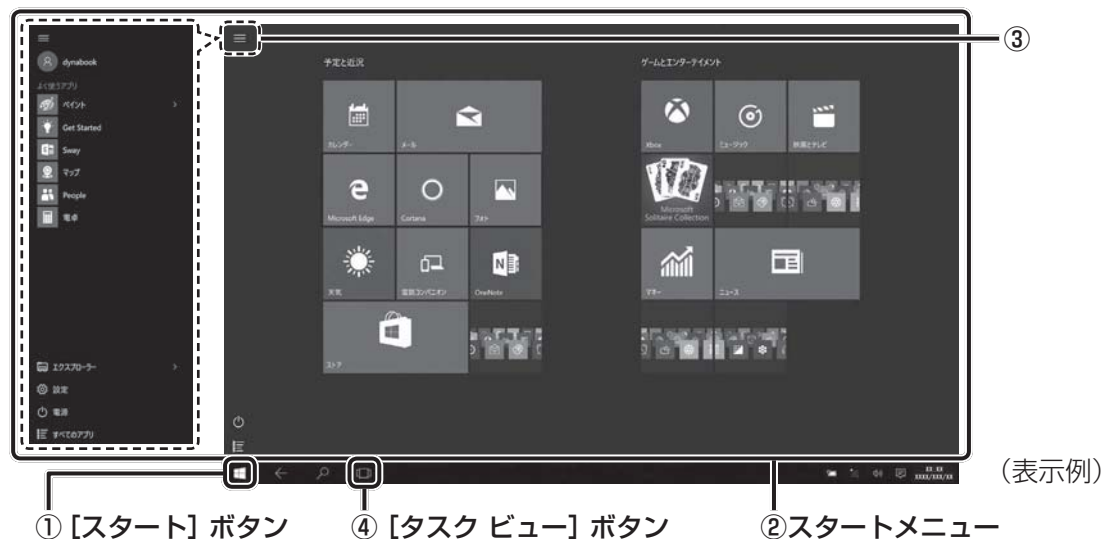 ③
dynabook
よく使うアプリ
ペイント
Get Started
Sway
マップ
People
電卓
エクスプローラー
設定
電源
すべてのアプリ
予定と近況
カレンダー
メール
Microsoft Edge
Cortana
フォト
天気
電話コンパニオン
OneNote
ストア
ゲームとエンターテイメント
Xbox
ミュージック
映画とテレビ
Microsoft
Solitaire Collection
マネー
ニュース
XX:XX
XXXX/XXX/XX
（表示例）
①［スタート］ボタン
④［タスク ビュー］ボタン
②スタートメニュー